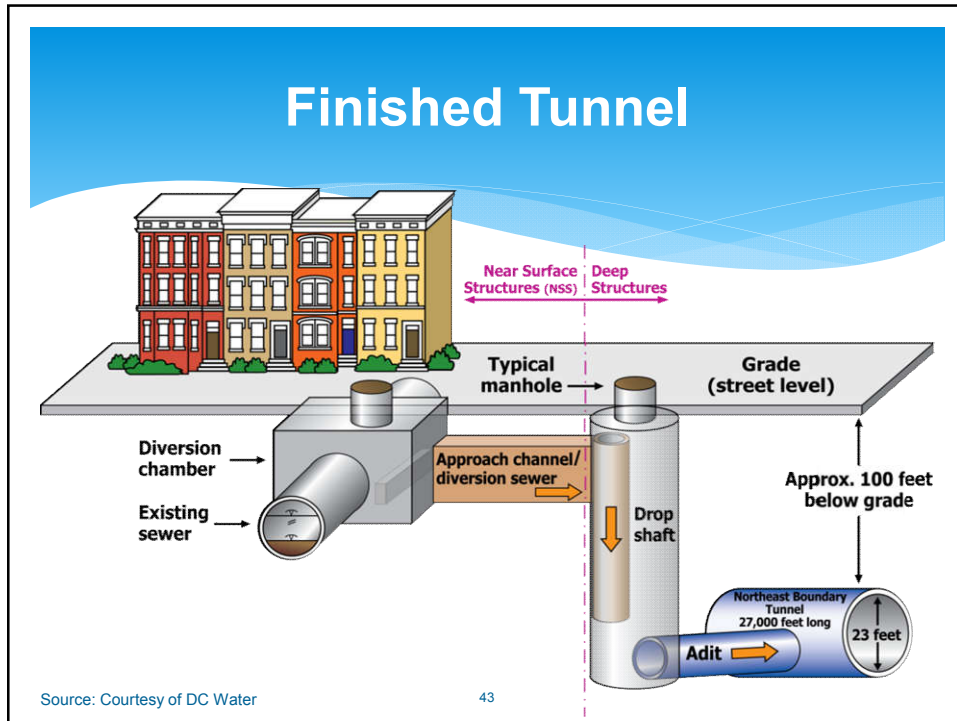 Finished Tunnel
Near Surface
Structures (NSS)
Deep
Structures
Typical
manhole
Grade
(street level)
Diversion
chamber
Existing
sewer
Approach channel/
diversion sewer
Drop
shaft
Approx. 100 feet
below grade
Northeast Boundary
Tunnel
27,000 feet long
23 feet
Adit
Source: Courtesy of DC Water
43